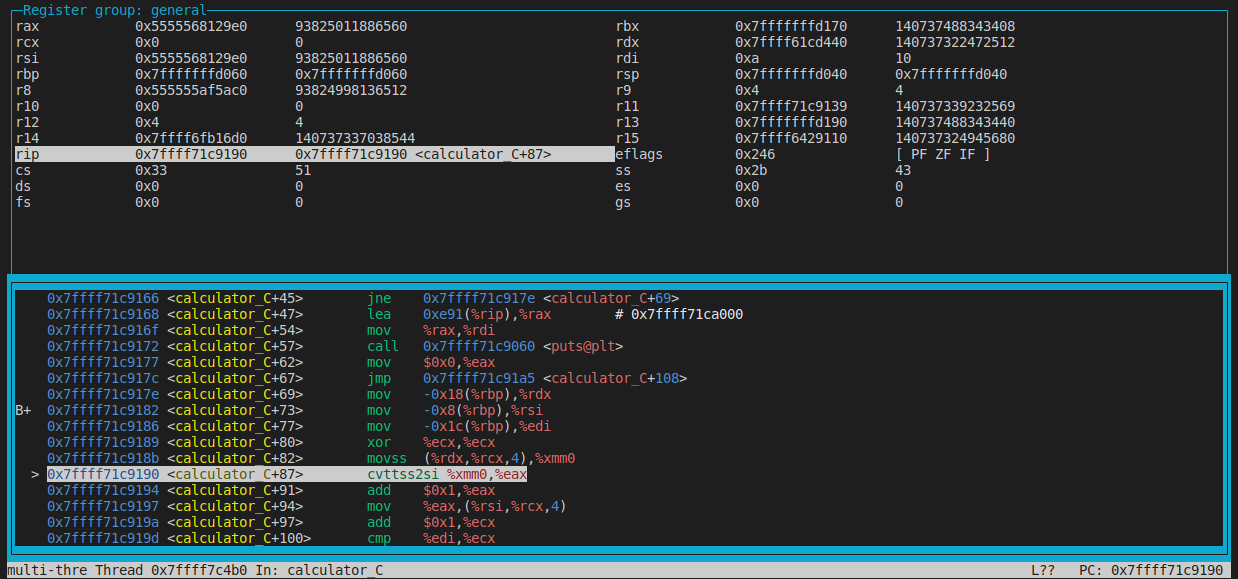 Register group: general
rax 0x5555568129e0 93825011886560 rbx 0x7fffffffd170 140737488343408
rcx 0x0 0 rdx 0x7ffff61cd440 140737322472512
rsi 0x5555568129e0 93825011886560 rdi 0xa 10
rbp 0x7fffffffd060 0x7fffffffd060 rsp 0x7fffffffd040 0x7fffffffd040
r8 0x555555af5ac0 93824998136512 r9 0x4 4
r10 0x0 0 r11 0x7ffff71c9139 140737339232569
r12 0x4 4 r13 0x7fffffffd190 140737488343440
r14 0x7ffff6fb16d0 140737337038544 r15 0x7ffff6429110 140737324945680
rip 0x7ffff71c9190 0x7ffff71c9190 <calculator_C+87> eflags 0x246 [ PF ZF IF ]
cs 0x33 51 ss 0x2b 43
ds 0x0 0 es 0x0 0
fs 0x0 0 gs 0x0 0
0x7ffff71c9166 <calculator_C+45> jne 0x7ffff71c917e <calculator_C+69>
0x7ffff71c9168 <calculator_C+47> lea 0xe91(%rip),%rax # 0x7ffff71ca000
0x7ffff71c916f <calculator_C+54> mov %rax,%rdi
0x7ffff71c9172 <calculator_C+57> call 0x7ffff71c9060 <puts@plt>
0x7ffff71c9177 <calculator_C+62> mov $0x0,%eax
0x7ffff71c917c <calculator_C+67> jmp 0x7ffff71c91a5 <calculator_C+108>
0x7ffff71c917e <calculator_C+69> mov -0x18(%rbp),%rdx
B+ 0x7ffff71c9182 <calculator_C+73> mov -0x8(%rbp),%rsi
0x7ffff71c9186 <calculator_C+77> mov -0x1c(%rbp),%edi
0x7ffff71c9189 <calculator_C+80> xor %ecx,%ecx
0x7ffff71c918b <calculator_C+82> movss (%rdx,%rcx,4),%xmm0
> 0x7ffff71c9190 <calculator_C+87> cvttss2si %xmm0,%eax
0x7ffff71c9194 <calculator_C+91> add $0x1,%eax
0x7ffff71c9197 <calculator_C+94> mov %eax,(%rsi,%rcx,4)
0x7ffff71c919a <calculator_C+97> add $0x1,%ecx
0x7ffff71c919d <calculator_C+100> cmp %edi,%ecx
multi-thre Thread 0x7ffff7c4b0 In: calculator_C L?? PC: 0x7ffff71c9190